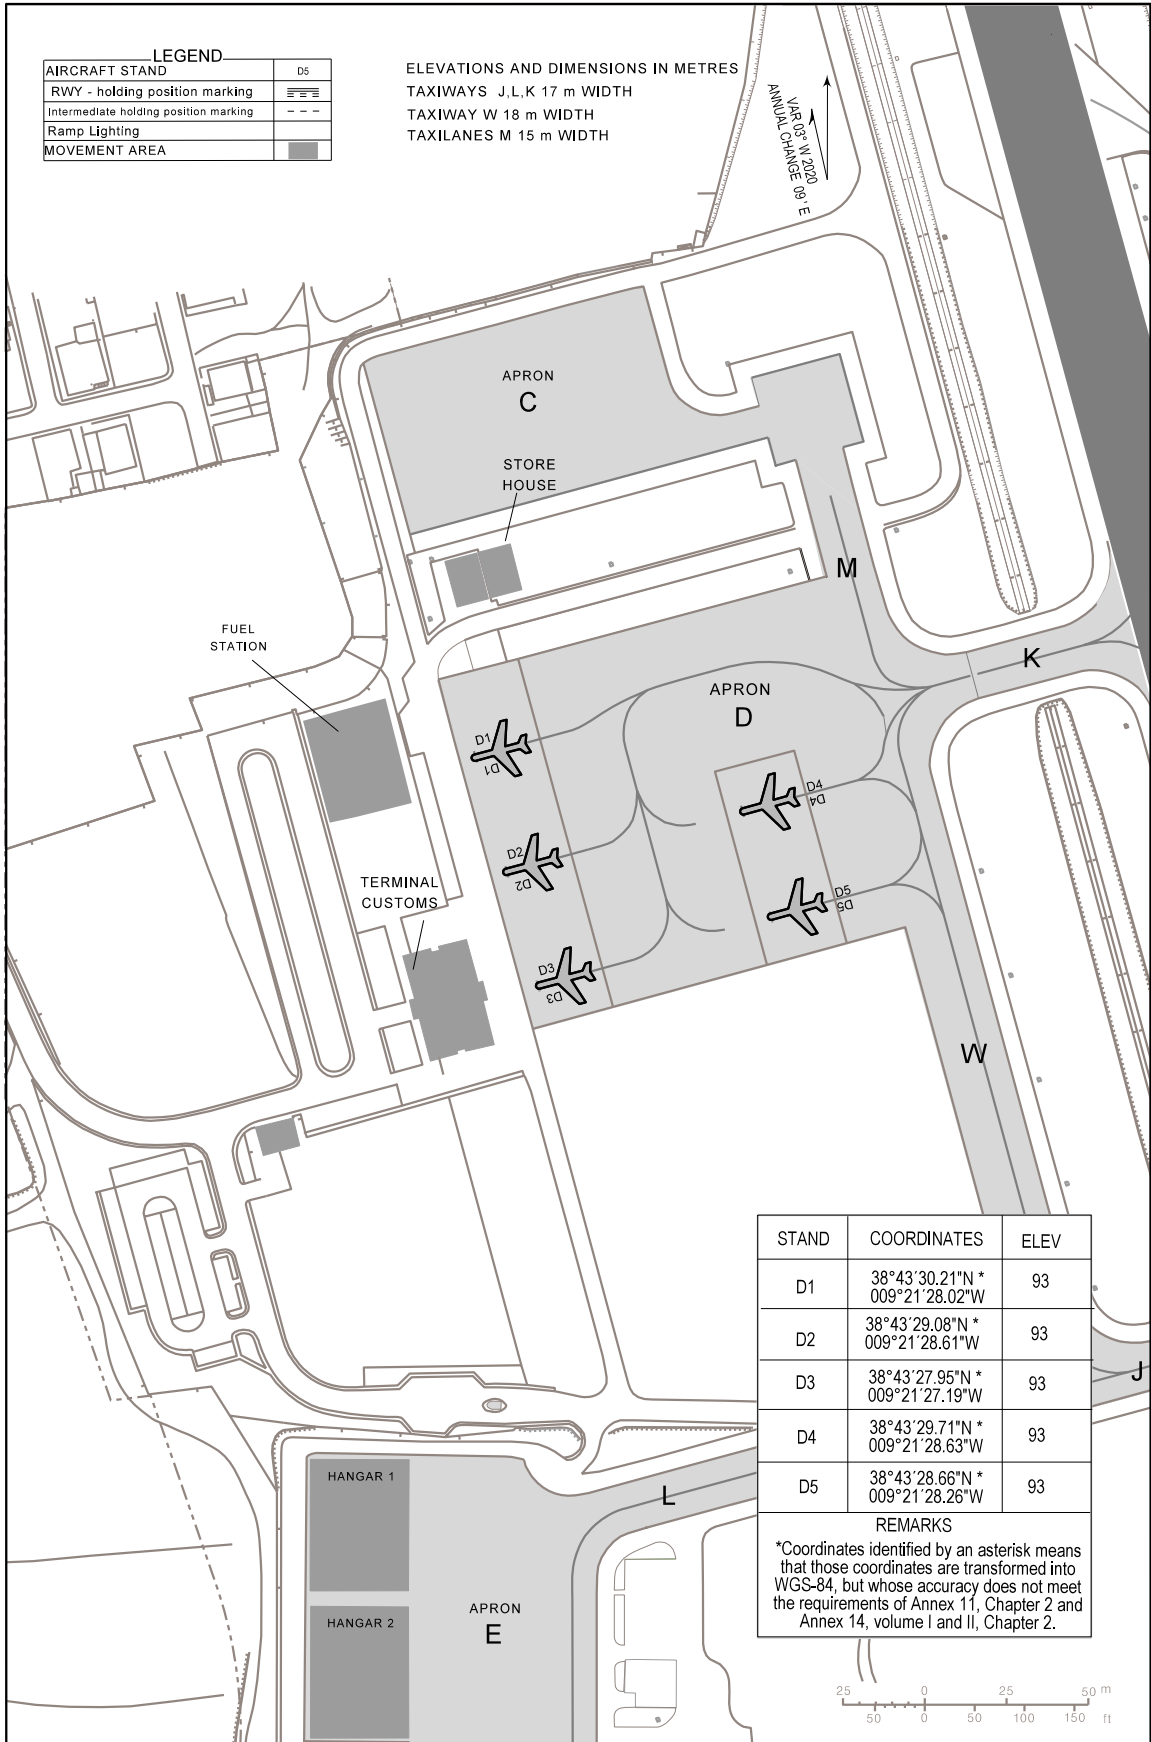 LEGEND
AIRCRAFT STAND D5
RWY - holding position marking
Intermediate holding position marking
Ramp Lighting
MOVEMENT AREA
ELEVATIONS AND DIMENSIONS IN METRES
TAXIWAYS J,L,K 17 m WIDTH
TAXIWAY W 18 m WIDTH
TAXILANES M 15 m WIDTH
VAR 03° W 2020
ANNUAL CHANGE 09 ' E
APRON
C
STORE
HOUSE
M
FUEL
STATION
K
APRON
D
D1
D1
D4
D4
D2
D2
TERMINAL
CUSTOMS
D5
D5
D3
D3
W
STAND COORDINATES ELEV
D1 38°43´30.21"N * 93
009°21´28.02"W
D2 38°43´29.08"N * 93
009°21´28.61"W
D3 38°43´27.95"N * 93
009°21´27.19"W
D4 38°43´29.71"N * 93
009°21´28.63"W
D5 38°43´28.66"N * 93
009°21´28.26"W
REMARKS
*Coordinates identified by an asterisk means
that those coordinates are transformed into
WGS-84, but whose accuracy does not meet
the requirements of Annex 11, Chapter 2 and
Annex 14, volume I and II, Chapter 2.
J
HANGAR 1
L
HANGAR 2
APRON
E
25 0 25 50 m
50 0 50 100 150 ft